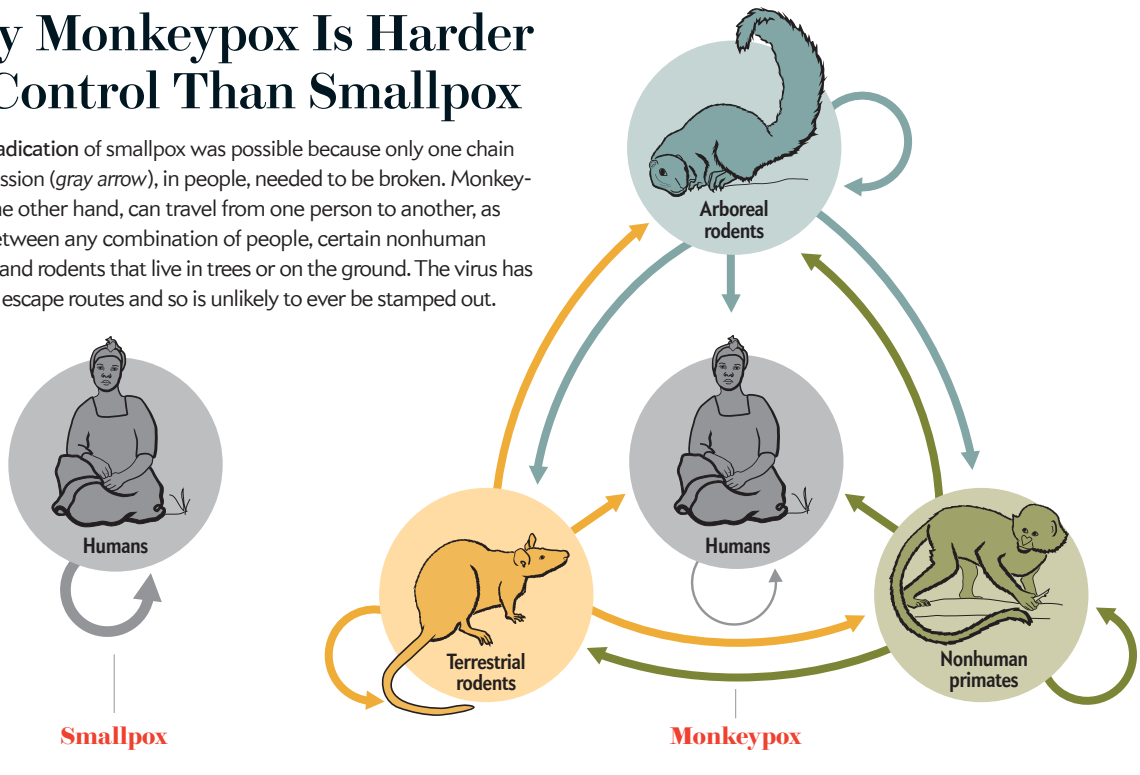 y Monkeypox Is Harder
Control Than Smallpox
adication of smallpox was possible because only one chain
ssion (gray arrow), in people, needed to be broken. Monkey-
ne other hand, can travel from one person to another, as
etween any combination of people, certain nonhuman
and rodents that live in trees or on the ground. The virus has
escape routes and so is unlikely to ever be stamped out.
Arboreal
rodents
Humans
Humans
Terrestrial
rodents
Nonhuman
primates
Smallpox
Monkeypox